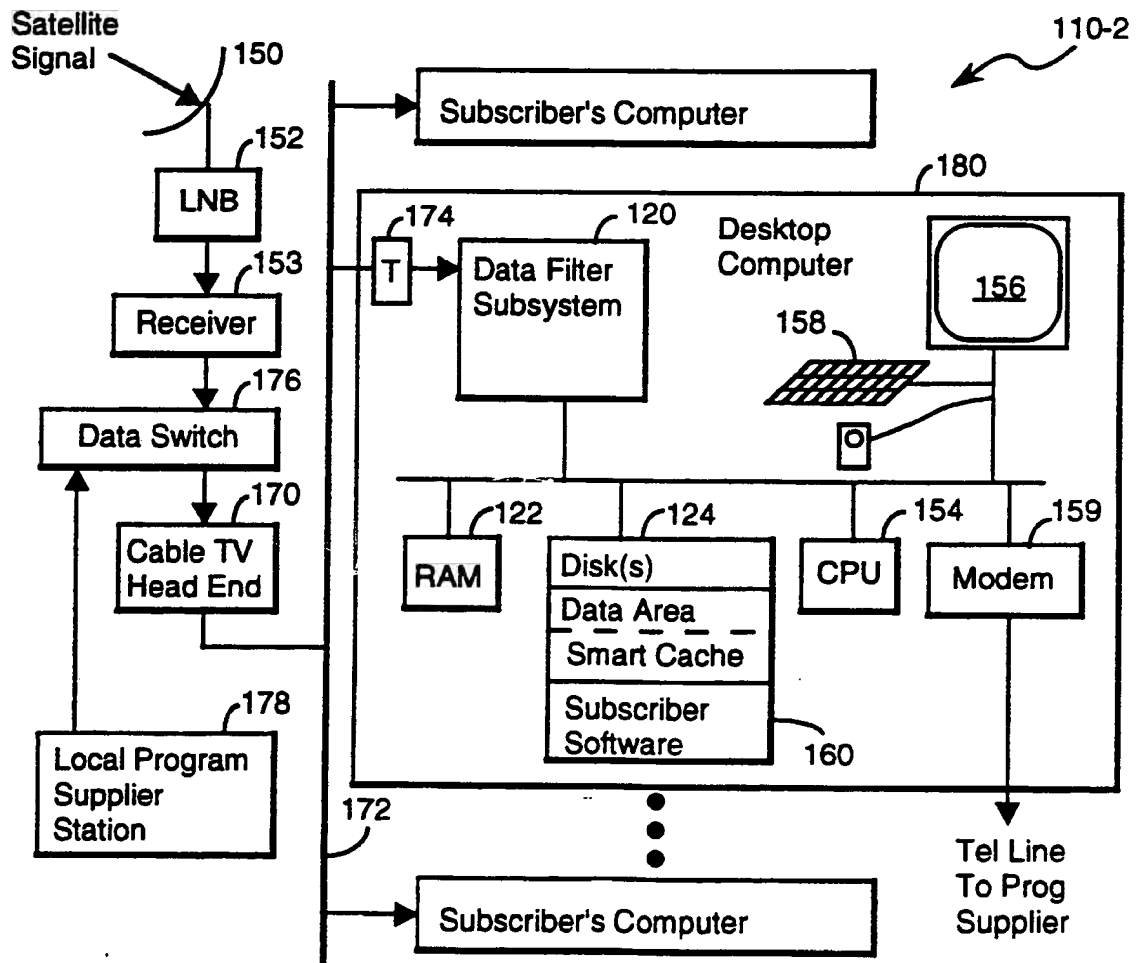 Satellite
Signal
150
110-2
Subscriber's Computer
152
LNB
180
174
T
120
Data Filter
Subsystem
Desktop
Computer
156
153
Receiver
158
176
Data Switch
170
Cable TV
Head End
122
RAM
124
Disk(s)
Data Area
Smart Cache
Subscriber
Software
160
154
CPU
159
Modem
178
Local Program
Supplier
Station
172
Tel Line
To Prog
Supplier
Subscriber's Computer